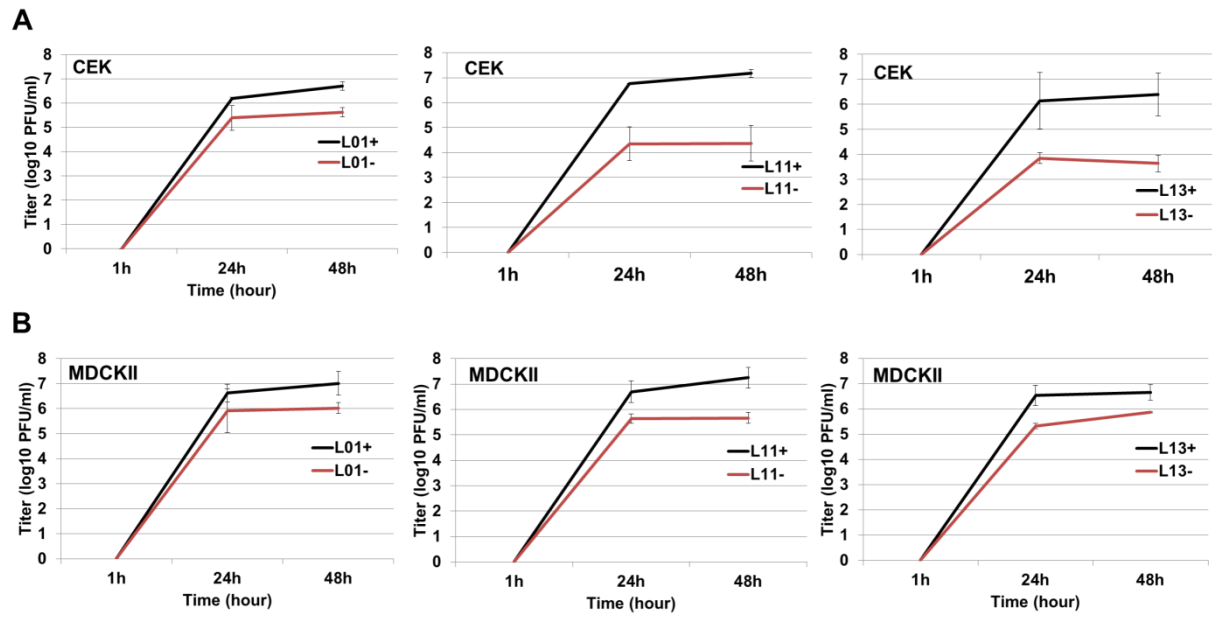 A
CEK
Titer (log10 PFU/ml)
8
7
6
5
4
3
2
1
0
L01+
L01-
1h 24h 48h
Time (hour)
CEK
8
7
6
5
4
3
2
1
0
L11+
L11-
1h 24h 48h
CEK
8
7
6
5
4
3
2
1
0
L13+
L13-
1h 24h 48h
B
MDCKII
Titer (log10 PFU/ml)
8
7
6
5
4
3
2
1
0
L01+
L01-
1h 24h 48h
Time (hour)
MDCKII
Titer (log10 PFU/ml)
8
7
6
5
4
3
2
1
0
L11+
L11-
1h 24h 48h
Time (hour)
MDCKII
Titer (log10 PFU/ml)
8
7
6
5
4
3
2
1
0
L13+
L13-
1h 24h 48h
Time (hour)